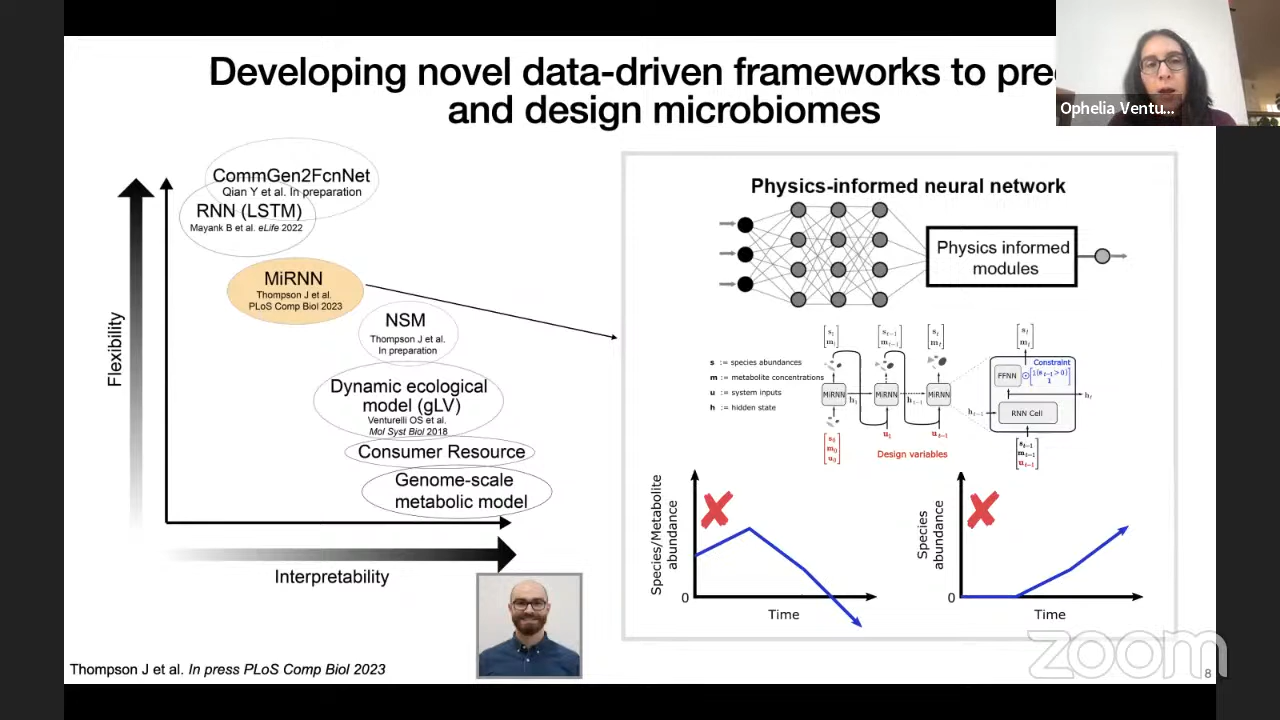 Developing novel data-driven frameworks to pre
and design microbiomes
Ophelia Ventu...
CommGen2FcnNet
Qian Y et al. In preparation
RNN (LSTM)
Mayank B et al. eLife 2022
MiRNN
Thompson J et al.
PLoS Comp Biol 2023
NSM
Thompson J et al.
In preparation
Dynamic ecological
model (gLV)
Venturelli OS et al.
Mol Syst Biol 2018
Consumer Resource
Genome-scale
metabolic model
Flexibility
Interpretability
Thompson J et al. In press PLoS Comp Biol 2023
Physics-informed neural network
Physics informed
modules
s := species abundances
m := metabolite concentrations
u := system inputs
h := hidden state
MiRNN
MiRNN
MiRNN
Design variables
Constraint
FFNN
RNN Cell
Species/Metabolite
abundance
0
Time
Species
abundance
0
Time
zoom
8